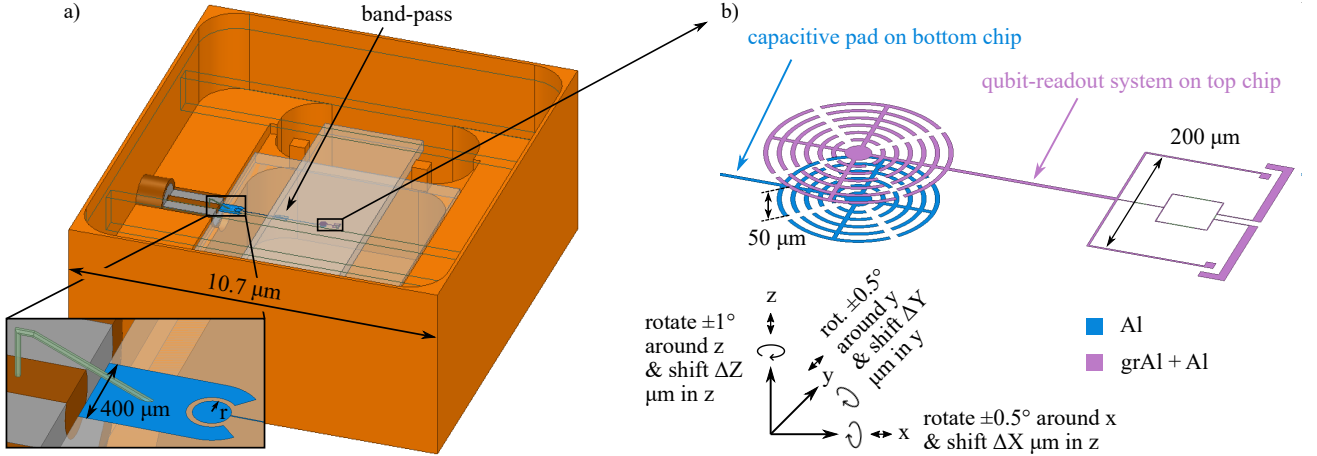 a)
band-pass
10.7 μm
400 μm
r
b)
capacitive pad on bottom chip
qubit-readout system on top chip
200 μm
50 μm
z
rotate ±1°
around z
& shift ΔZ
μm in z
rot. ±0.5°
around y
& shift ΔY
μm in y
y
x
rotate ±0.5° around x
& shift ΔX μm in z
Al
grAl + Al